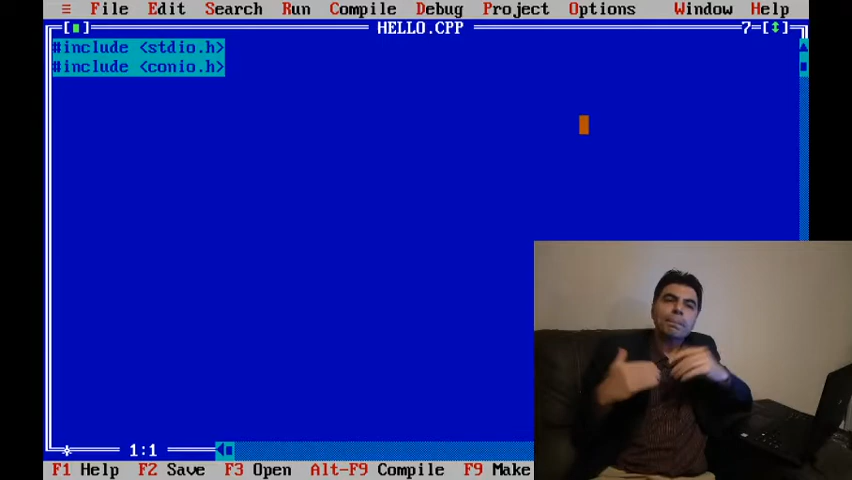 ≡ File Edit Search Run Compile Debug Project Options Window Help
[■] HELLO.CPP 7=[↕]
#include <stdio.h>
#include <conio.h>
1:1
F1 Help F2 Save F3 Open Alt-F9 Compile F9 Make